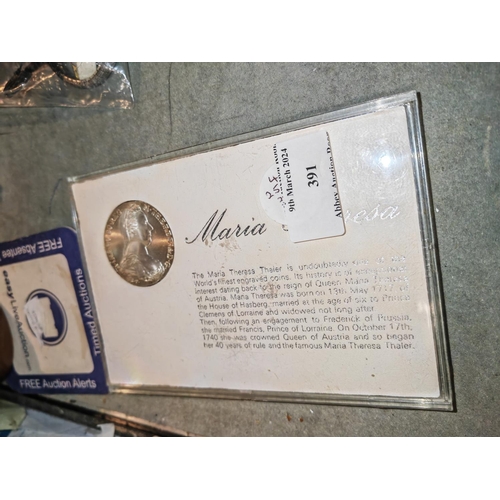 391
9th March 2024
Abbey Auction
Maria
The Maria Theresa Thaler is undoubtedly one of the
World's finest engraved coins. Its history is of
interest dating back to the reign of Queen Maria Theresa
of Austria. Maria Theresa was born on 13th May 1717 of
the House of Hasberg, married at the age of six to Prince
Clemens of Lorraine and widowed not long after.
Then, following an engagement to Frederick of Prussia,
she married Francis, Prince of Lorraine. On October 17th,
1740 she was crowned Queen of Austria and so began
her 40 years of rule and the famous Maria Theresa Thaler.
FREE Absentee
Timed Auctions
FREE Auction Alerts